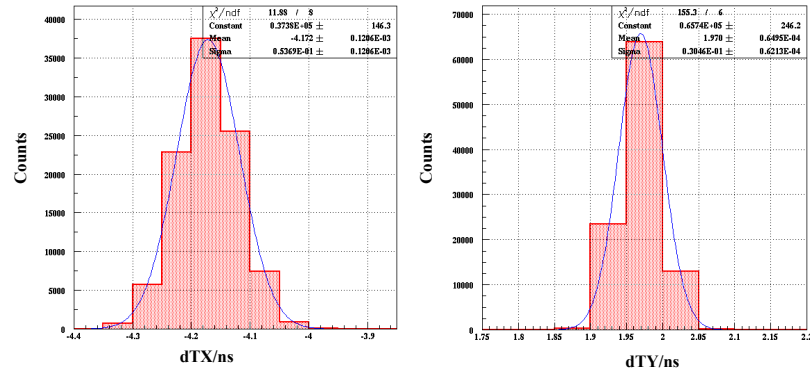 χ²/ndf 11.88 / 8
Constant 0.3738E+05 ± 146.3
Mean -4.172 ± 0.1206E-03
Sigma 0.5369E-01 ± 0.1206E-03
40000
35000
30000
25000
20000
15000
10000
5000
0
Counts
-4.4 -4.3 -4.2 -4.1 -4 -3.9
dTX/ns
χ²/ndf 155.3 / 6
Constant 0.6574E+05 ± 246.2
Mean 1.970 ± 0.6495E-04
Sigma 0.3046E-01 ± 0.6213E-04
70000
60000
50000
40000
30000
20000
10000
0
Counts
1.75 1.8 1.85 1.9 1.95 2 2.05 2.1 2.15
dTY/ns